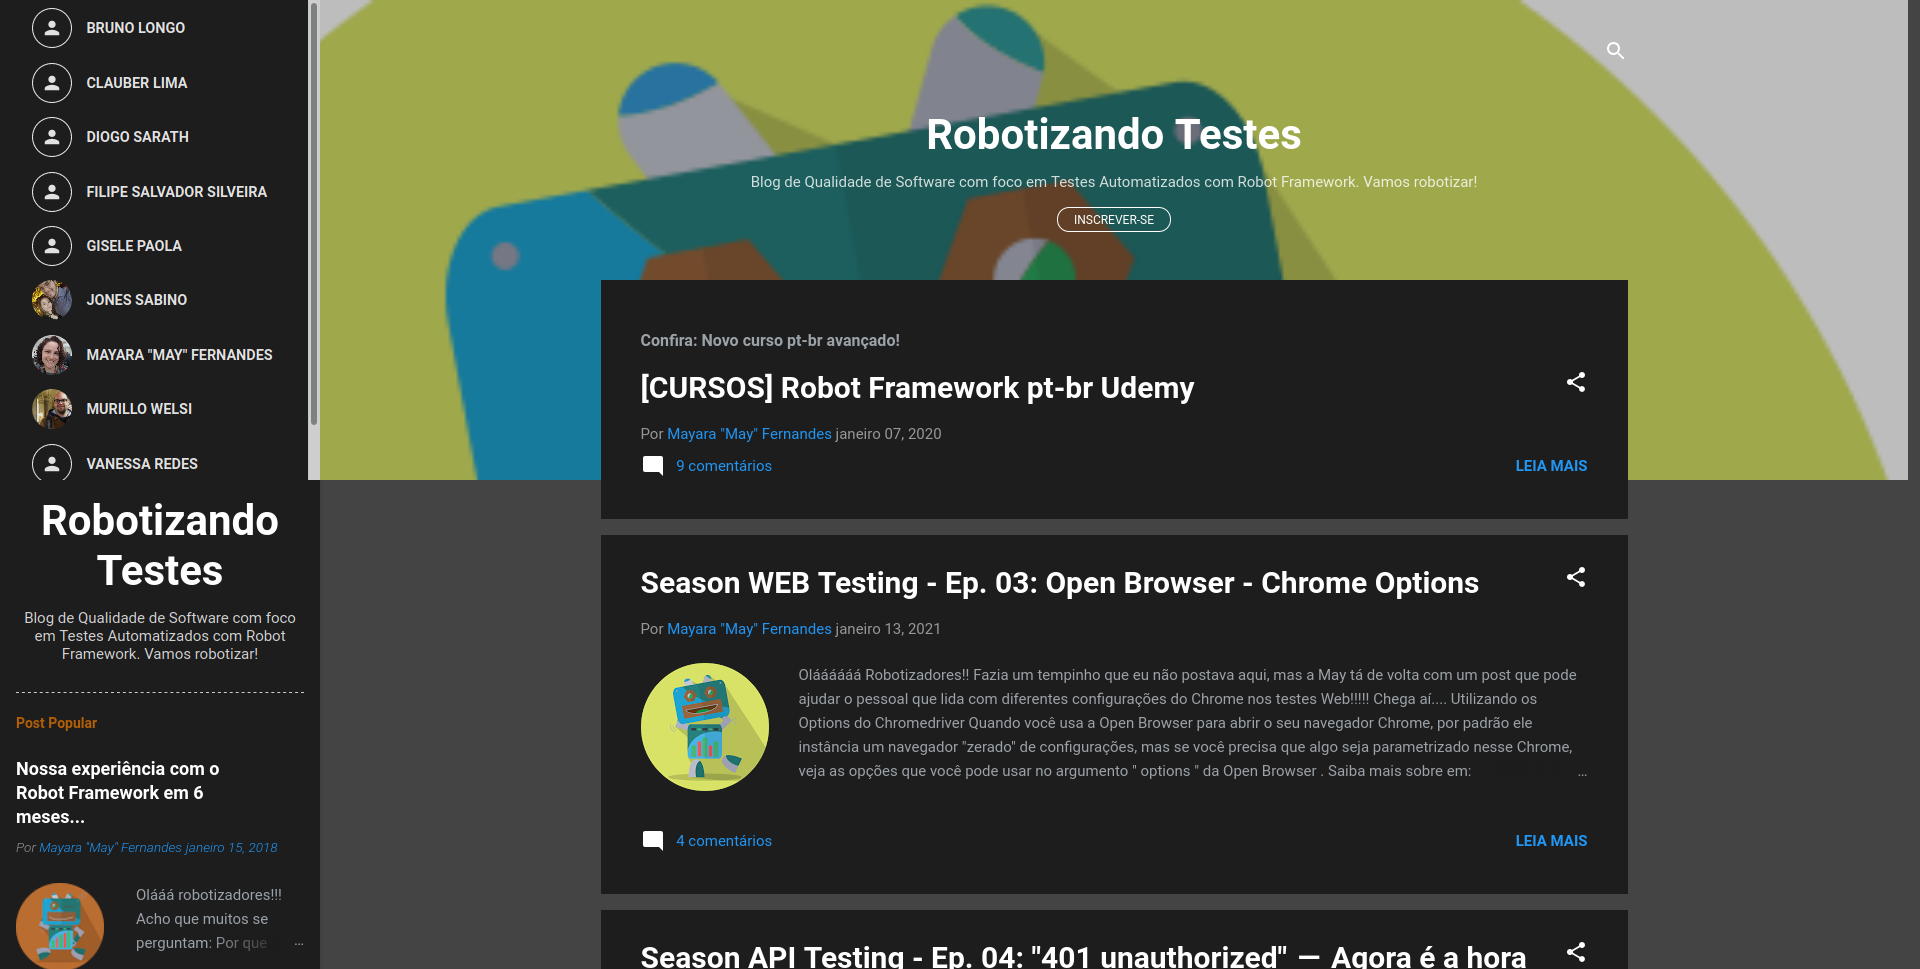 BRUNO LONGO
CLAUBER LIMA
DIOGO SARATH
FILIPE SALVADOR SILVEIRA
GISELE PAOLA
JONES SABINO
MAYARA "MAY" FERNANDES
MURILLO WELSI
VANESSA REDES
Robotizando
Testes
Blog de Qualidade de Software com foco
em Testes Automatizados com Robot
Framework. Vamos robotizar!
Post Popular
Nossa experiência com o
Robot Framework em 6
meses...
Por Mayara "May" Fernandes janeiro 15, 2018
Olááá robotizadores!!!
Acho que muitos se
perguntam: Por que ...
Robotizando Testes
Blog de Qualidade de Software com foco em Testes Automatizados com Robot Framework. Vamos robotizar!
INSCREVER-SE
Confira: Novo curso pt-br avançado!
[CURSOS] Robot Framework pt-br Udemy
Por Mayara "May" Fernandes janeiro 07, 2020
9 comentários
LEIA MAIS
Season WEB Testing - Ep. 03: Open Browser - Chrome Options
Por Mayara "May" Fernandes janeiro 13, 2021
Oláááááá Robotizadores!! Fazia um tempinho que eu não postava aqui, mas a May tá de volta com um post que pode
ajudar o pessoal que lida com diferentes configurações do Chrome nos testes Web!!!!! Chega aí.... Utilizando os
Options do Chromedriver Quando você usa a Open Browser para abrir o seu navegador Chrome, por padrão ele
instância um navegador "zerado" de configurações, mas se você precisa que algo seja parametrizado nesse Chrome,
veja as opções que você pode usar no argumento " options " da Open Browser . Saiba mais sobre em: ...
4 comentários
LEIA MAIS
Season API Testing - Ep. 04: "401 unauthorized" — Agora é a hora